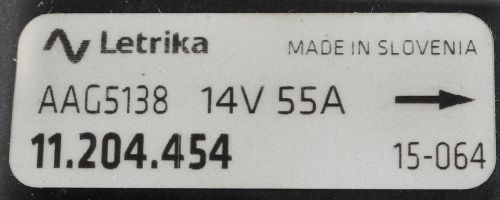 Letrika MADE IN SLOVENIA
AAG5138 14V 55A
11.204.454 15-064